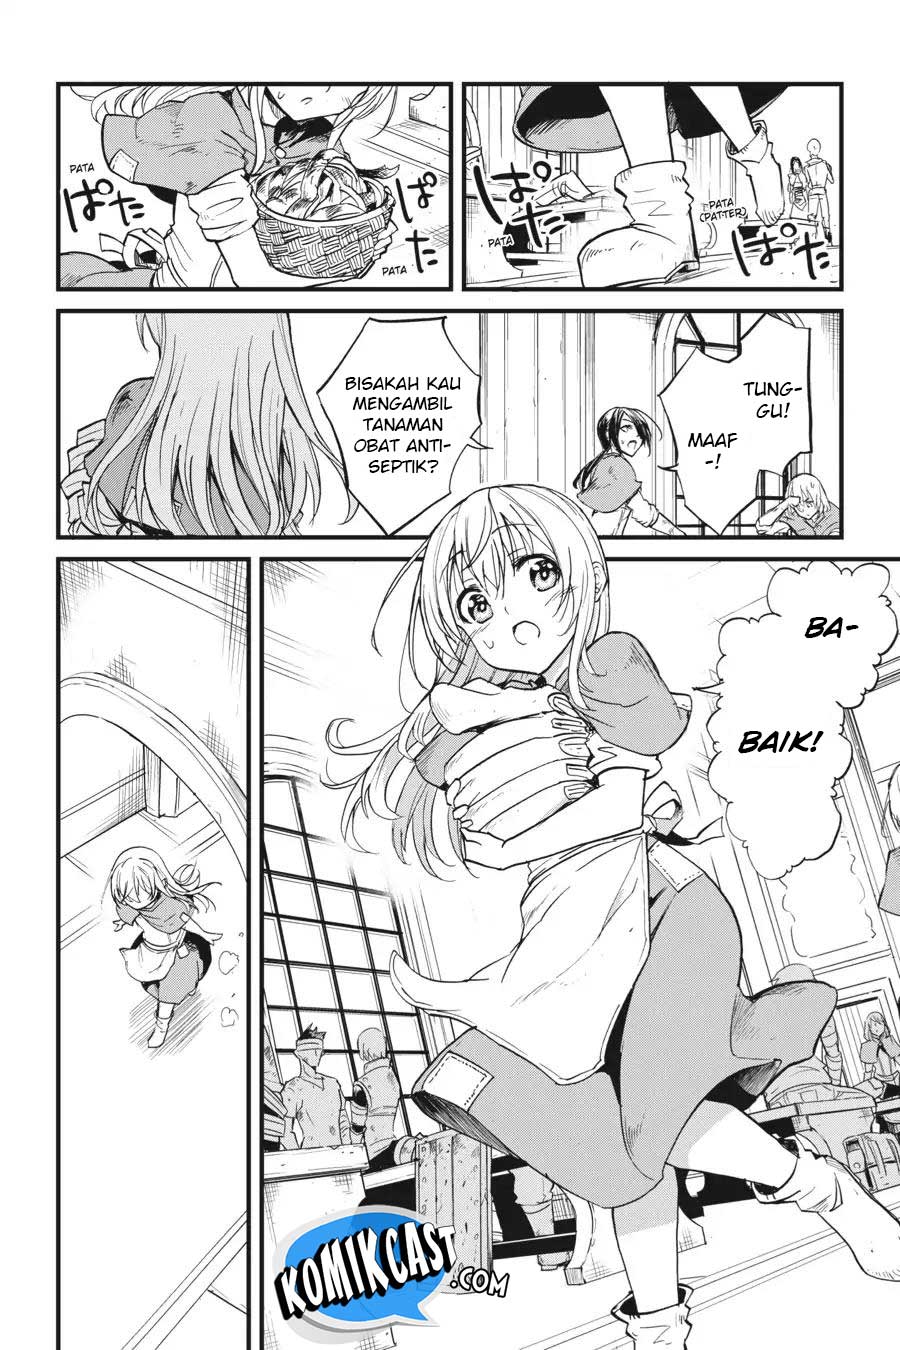 PATA
(PATTER)
ぱた
PATA
ぱた
PATA
ぱた
PATA
ぱた
TUNG-
GU!
MAAF
-!
BISAKAH KAU
MENGAMBIL
TANAMAN
OBAT ANTI-
SEPTIK?
BA-
BAIK!
KOMIKCAST
.COM